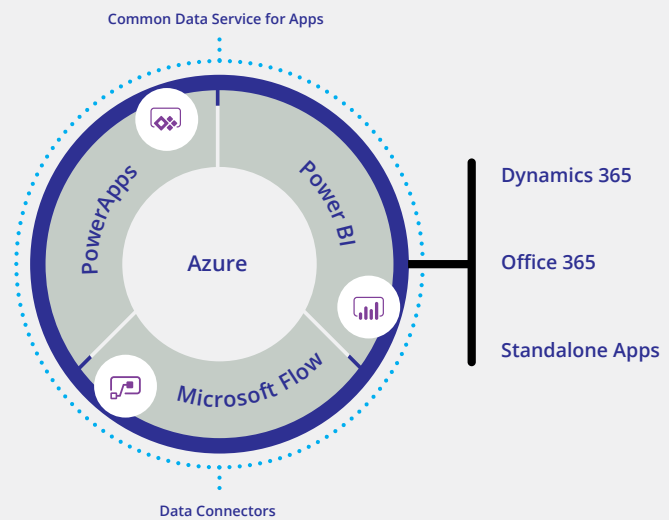 Common Data Service for Apps
PowerApps
Power BI
Azure
Microsoft Flow
Dynamics 365
Office 365
Standalone Apps
Data Connectors